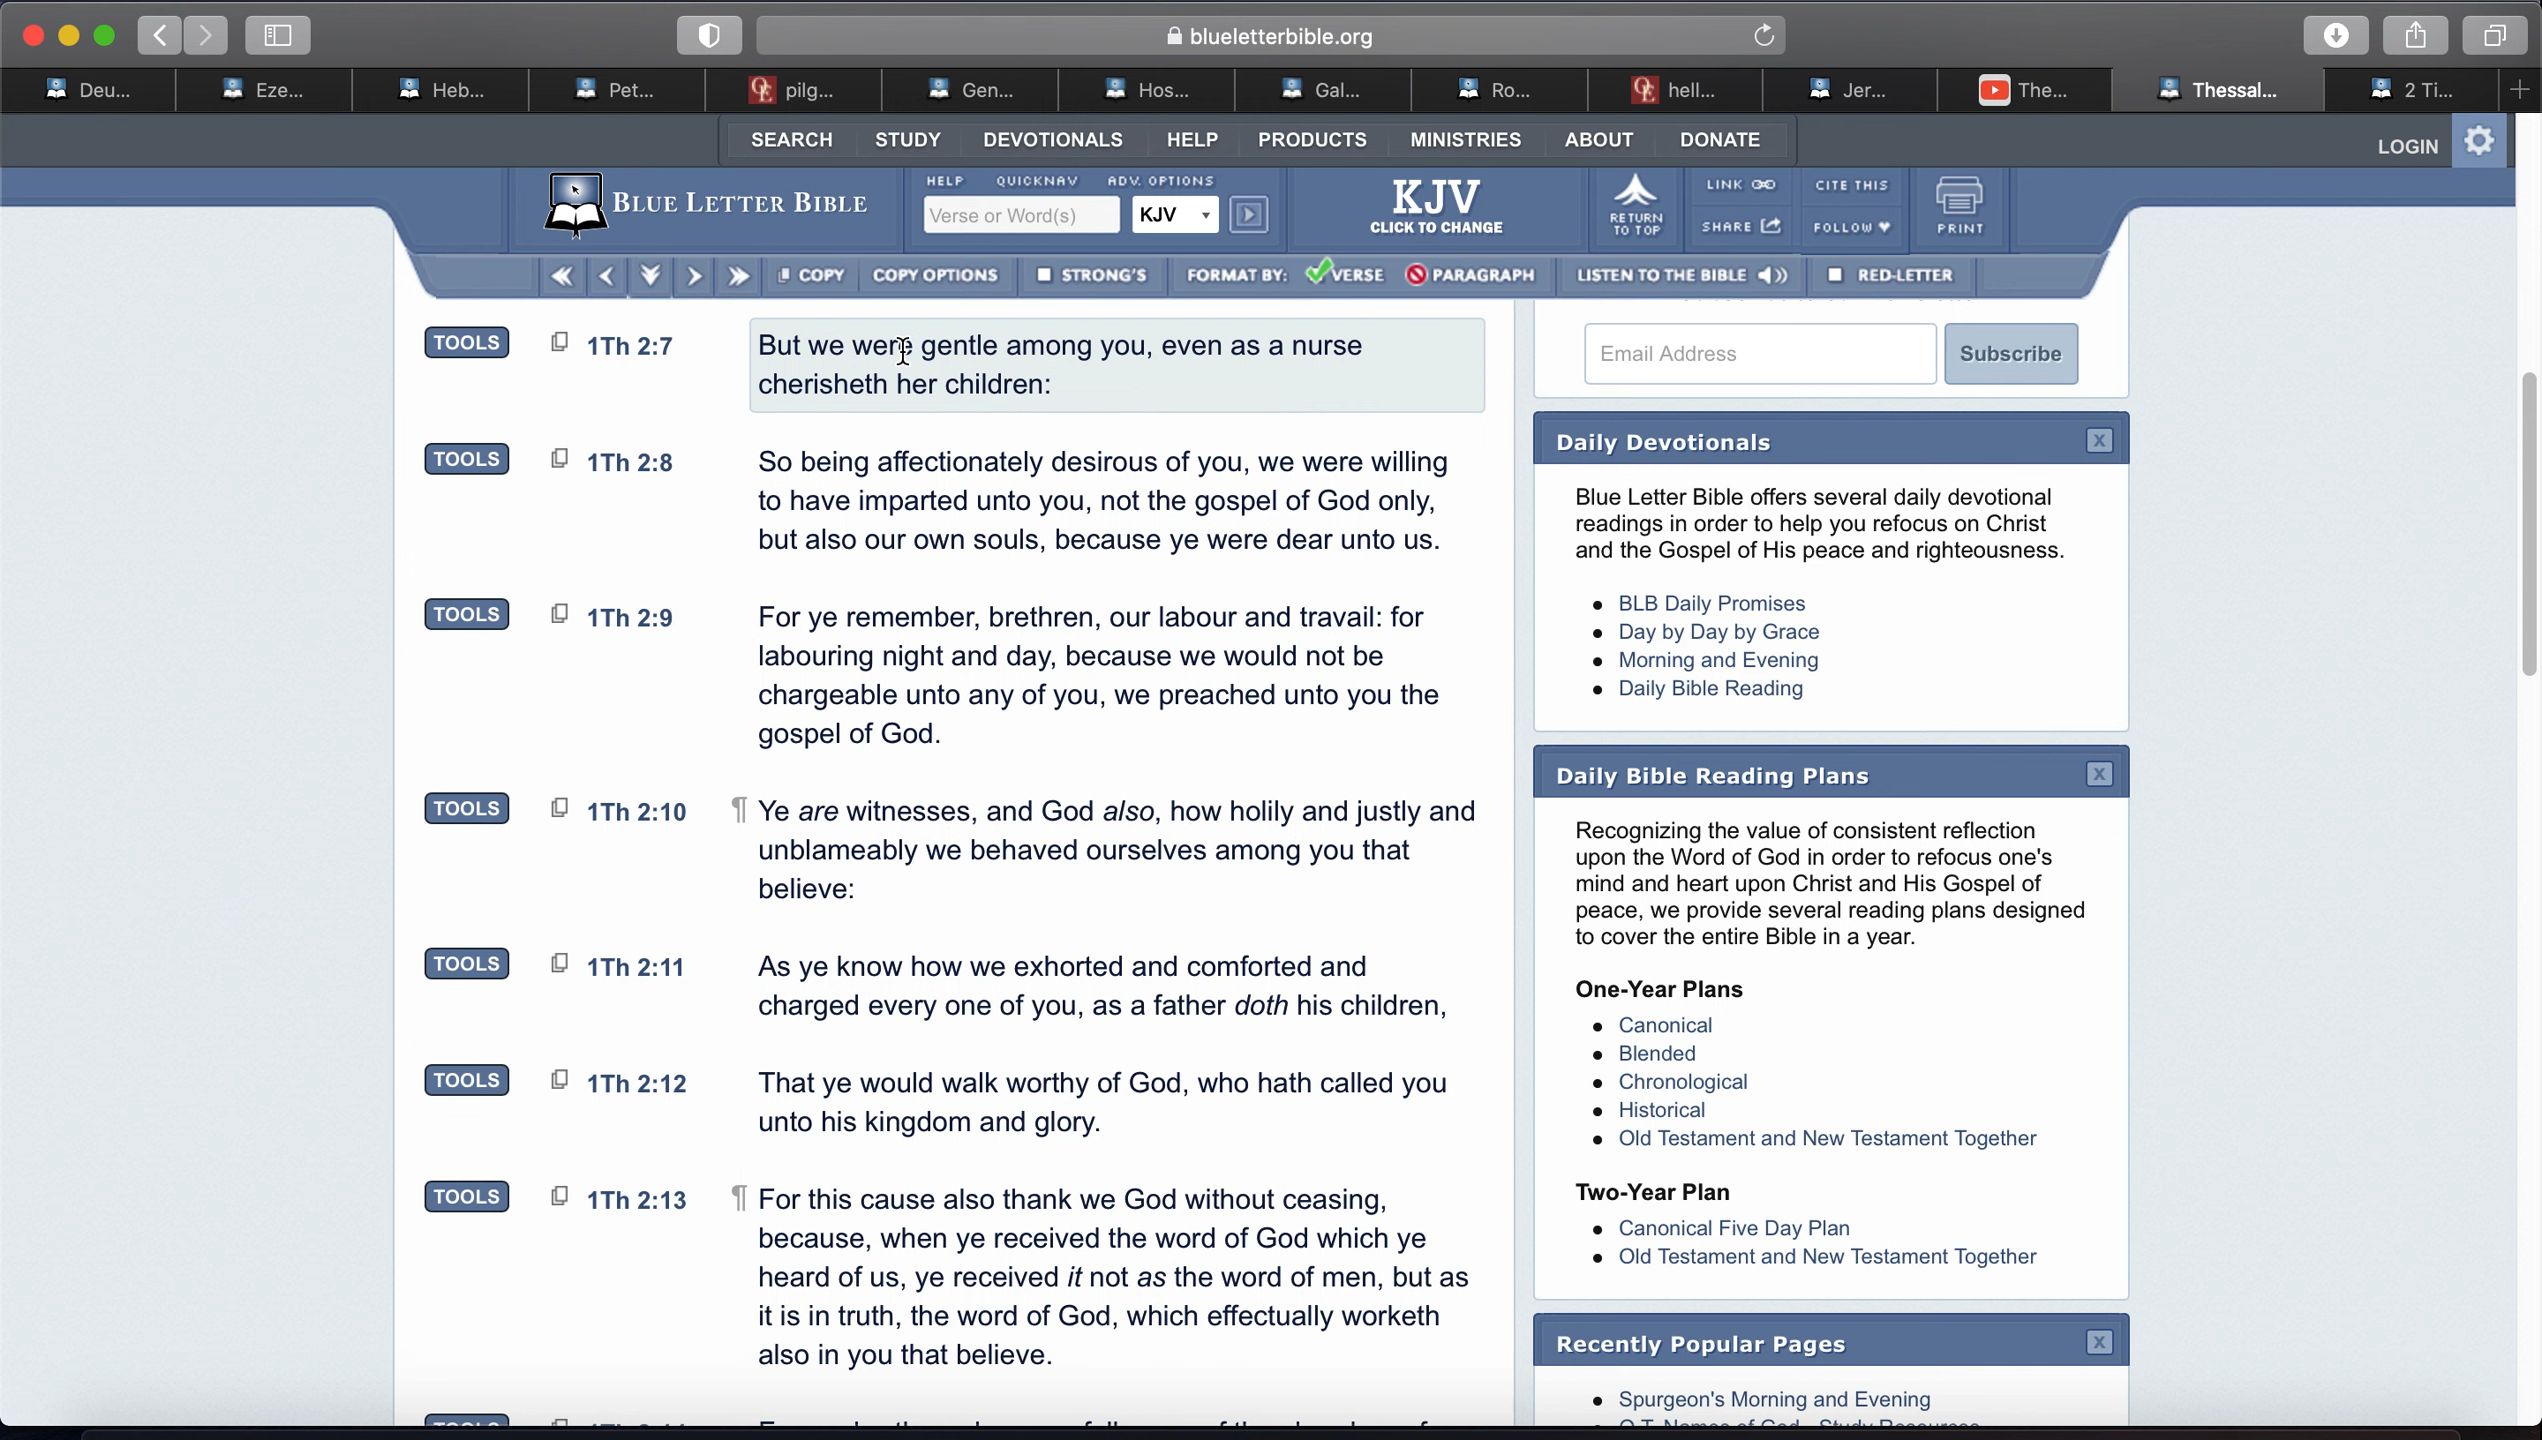 blueletterbible.org
Deu...
Eze...
Heb...
Pet...
pilg...
Gen...
Hos...
Gal...
Ro...
hell...
Jer...
The...
Thessal...
2 Ti...
SEARCH
STUDY
DEVOTIONALS
HELP
PRODUCTS
MINISTRIES
ABOUT
DONATE
LOGIN
BLUE LETTER BIBLE
HELP
QUICKNAV
ADV. OPTIONS
Verse or Word(s)
KJV
KJV
CLICK TO CHANGE
RETURN
TO TOP
LINK
SHARE
CITE THIS
FOLLOW
PRINT
COPY
COPY OPTIONS
STRONG'S
FORMAT BY:
VERSE
PARAGRAPH
LISTEN TO THE BIBLE
RED-LETTER
TOOLS
1Th 2:7
But we were gentle among you, even as a nurse
cherisheth her children:
TOOLS
1Th 2:8
So being affectionately desirous of you, we were willing
to have imparted unto you, not the gospel of God only,
but also our own souls, because ye were dear unto us.
TOOLS
1Th 2:9
For ye remember, brethren, our labour and travail: for
labouring night and day, because we would not be
chargeable unto any of you, we preached unto you the
gospel of God.
TOOLS
1Th 2:10
¶ Ye are witnesses, and God also, how holily and justly and
unblameably we behaved ourselves among you that
believe:
TOOLS
1Th 2:11
As ye know how we exhorted and comforted and
charged every one of you, as a father doth his children,
TOOLS
1Th 2:12
That ye would walk worthy of God, who hath called you
unto his kingdom and glory.
TOOLS
1Th 2:13
¶ For this cause also thank we God without ceasing,
because, when ye received the word of God which ye
heard of us, ye received it not as the word of men, but as
it is in truth, the word of God, which effectually worketh
also in you that believe.
Email Address
Subscribe
Daily Devotionals
X
Blue Letter Bible offers several daily devotional
readings in order to help you refocus on Christ
and the Gospel of His peace and righteousness.
• BLB Daily Promises
• Day by Day by Grace
• Morning and Evening
• Daily Bible Reading
Daily Bible Reading Plans
X
Recognizing the value of consistent reflection
upon the Word of God in order to refocus one's
mind and heart upon Christ and His Gospel of
peace, we provide several reading plans designed
to cover the entire Bible in a year.
One-Year Plans
• Canonical
• Blended
• Chronological
• Historical
• Old Testament and New Testament Together
Two-Year Plan
• Canonical Five Day Plan
• Old Testament and New Testament Together
Recently Popular Pages
X
• Spurgeon's Morning and Evening
• O.T. Names of God - Study Resources